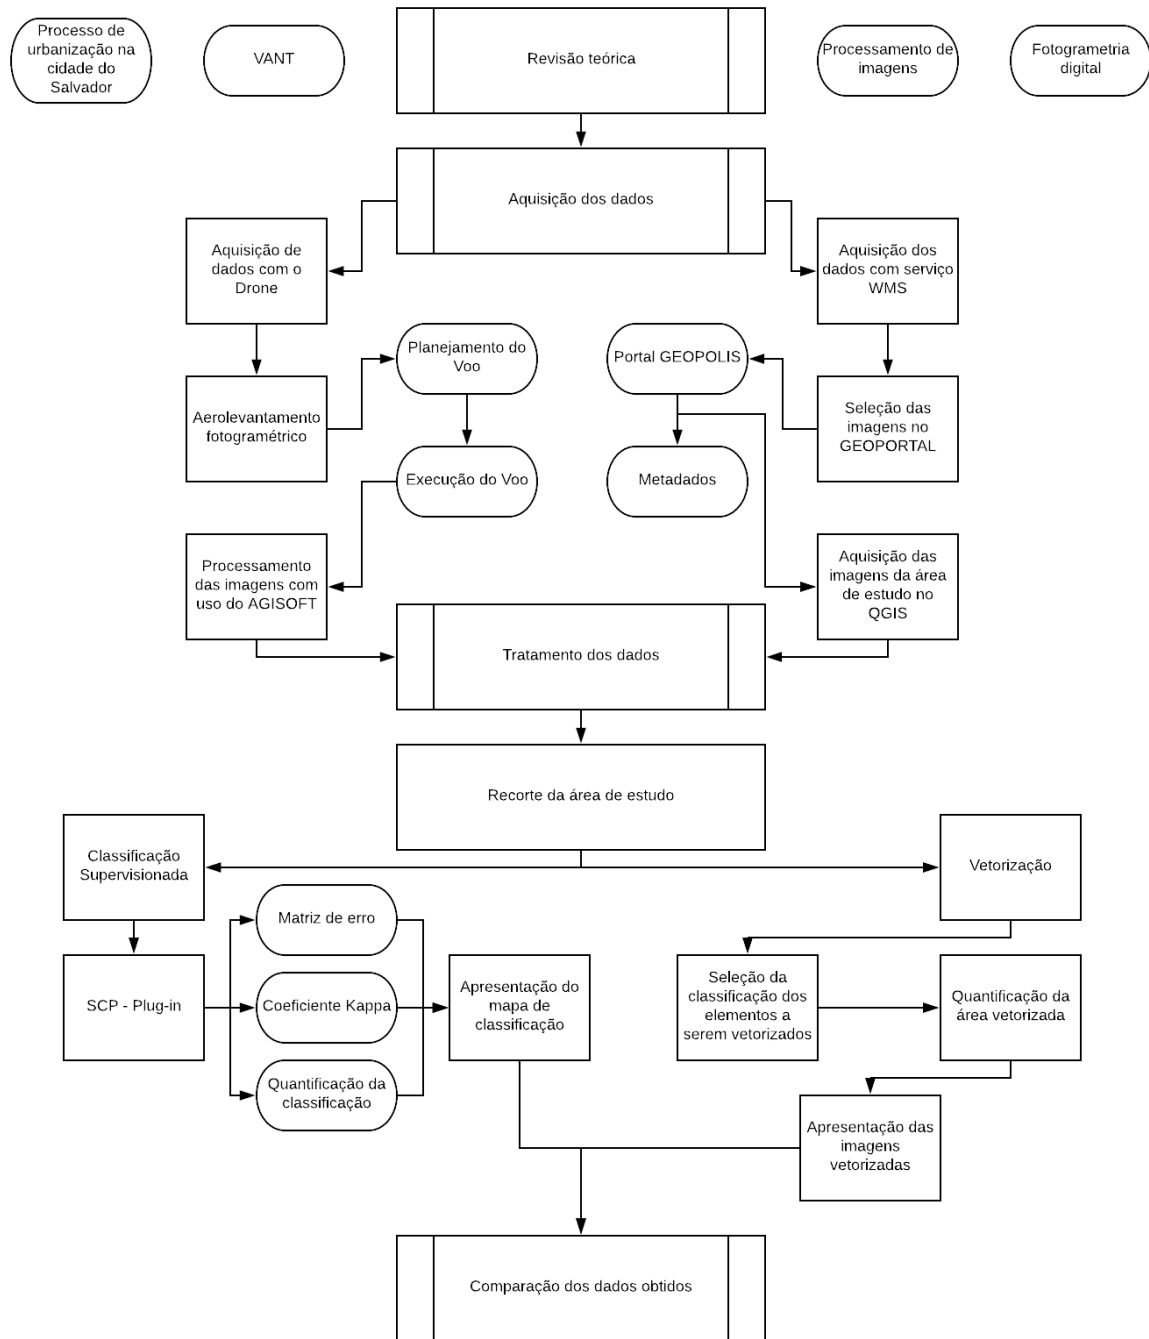 Processo de
urbanização na
cidade do
Salvador
VANT
Revisão teórica
Processamento de
imagens
Fotogrametria
digital
Aquisição dos dados
Aquisição de
dados com o
Drone
Aquisição dos
dados com serviço
WMS
Planejamento do
Voo
Portal GEOPOLIS
Aerolevantamento
fotogramétrico
Seleção das
imagens no
GEOPORTAL
Execução do Voo
Metadados
Processamento
das imagens com
uso do AGISOFT
Aquisição das
imagens da área
de estudo no
QGIS
Tratamento dos dados
Recorte da área de estudo
Classificação
Supervisionada
Vetorização
Matriz de erro
SCP - Plug-in
Coeficiente Kappa
Apresentação do
mapa de
classificação
Seleção da
classificação dos
elementos a
serem vetorizados
Quantificação da
área vetorizada
Quantificação da
classificação
Apresentação das
imagens
vetorizadas
Comparação dos dados obtidos